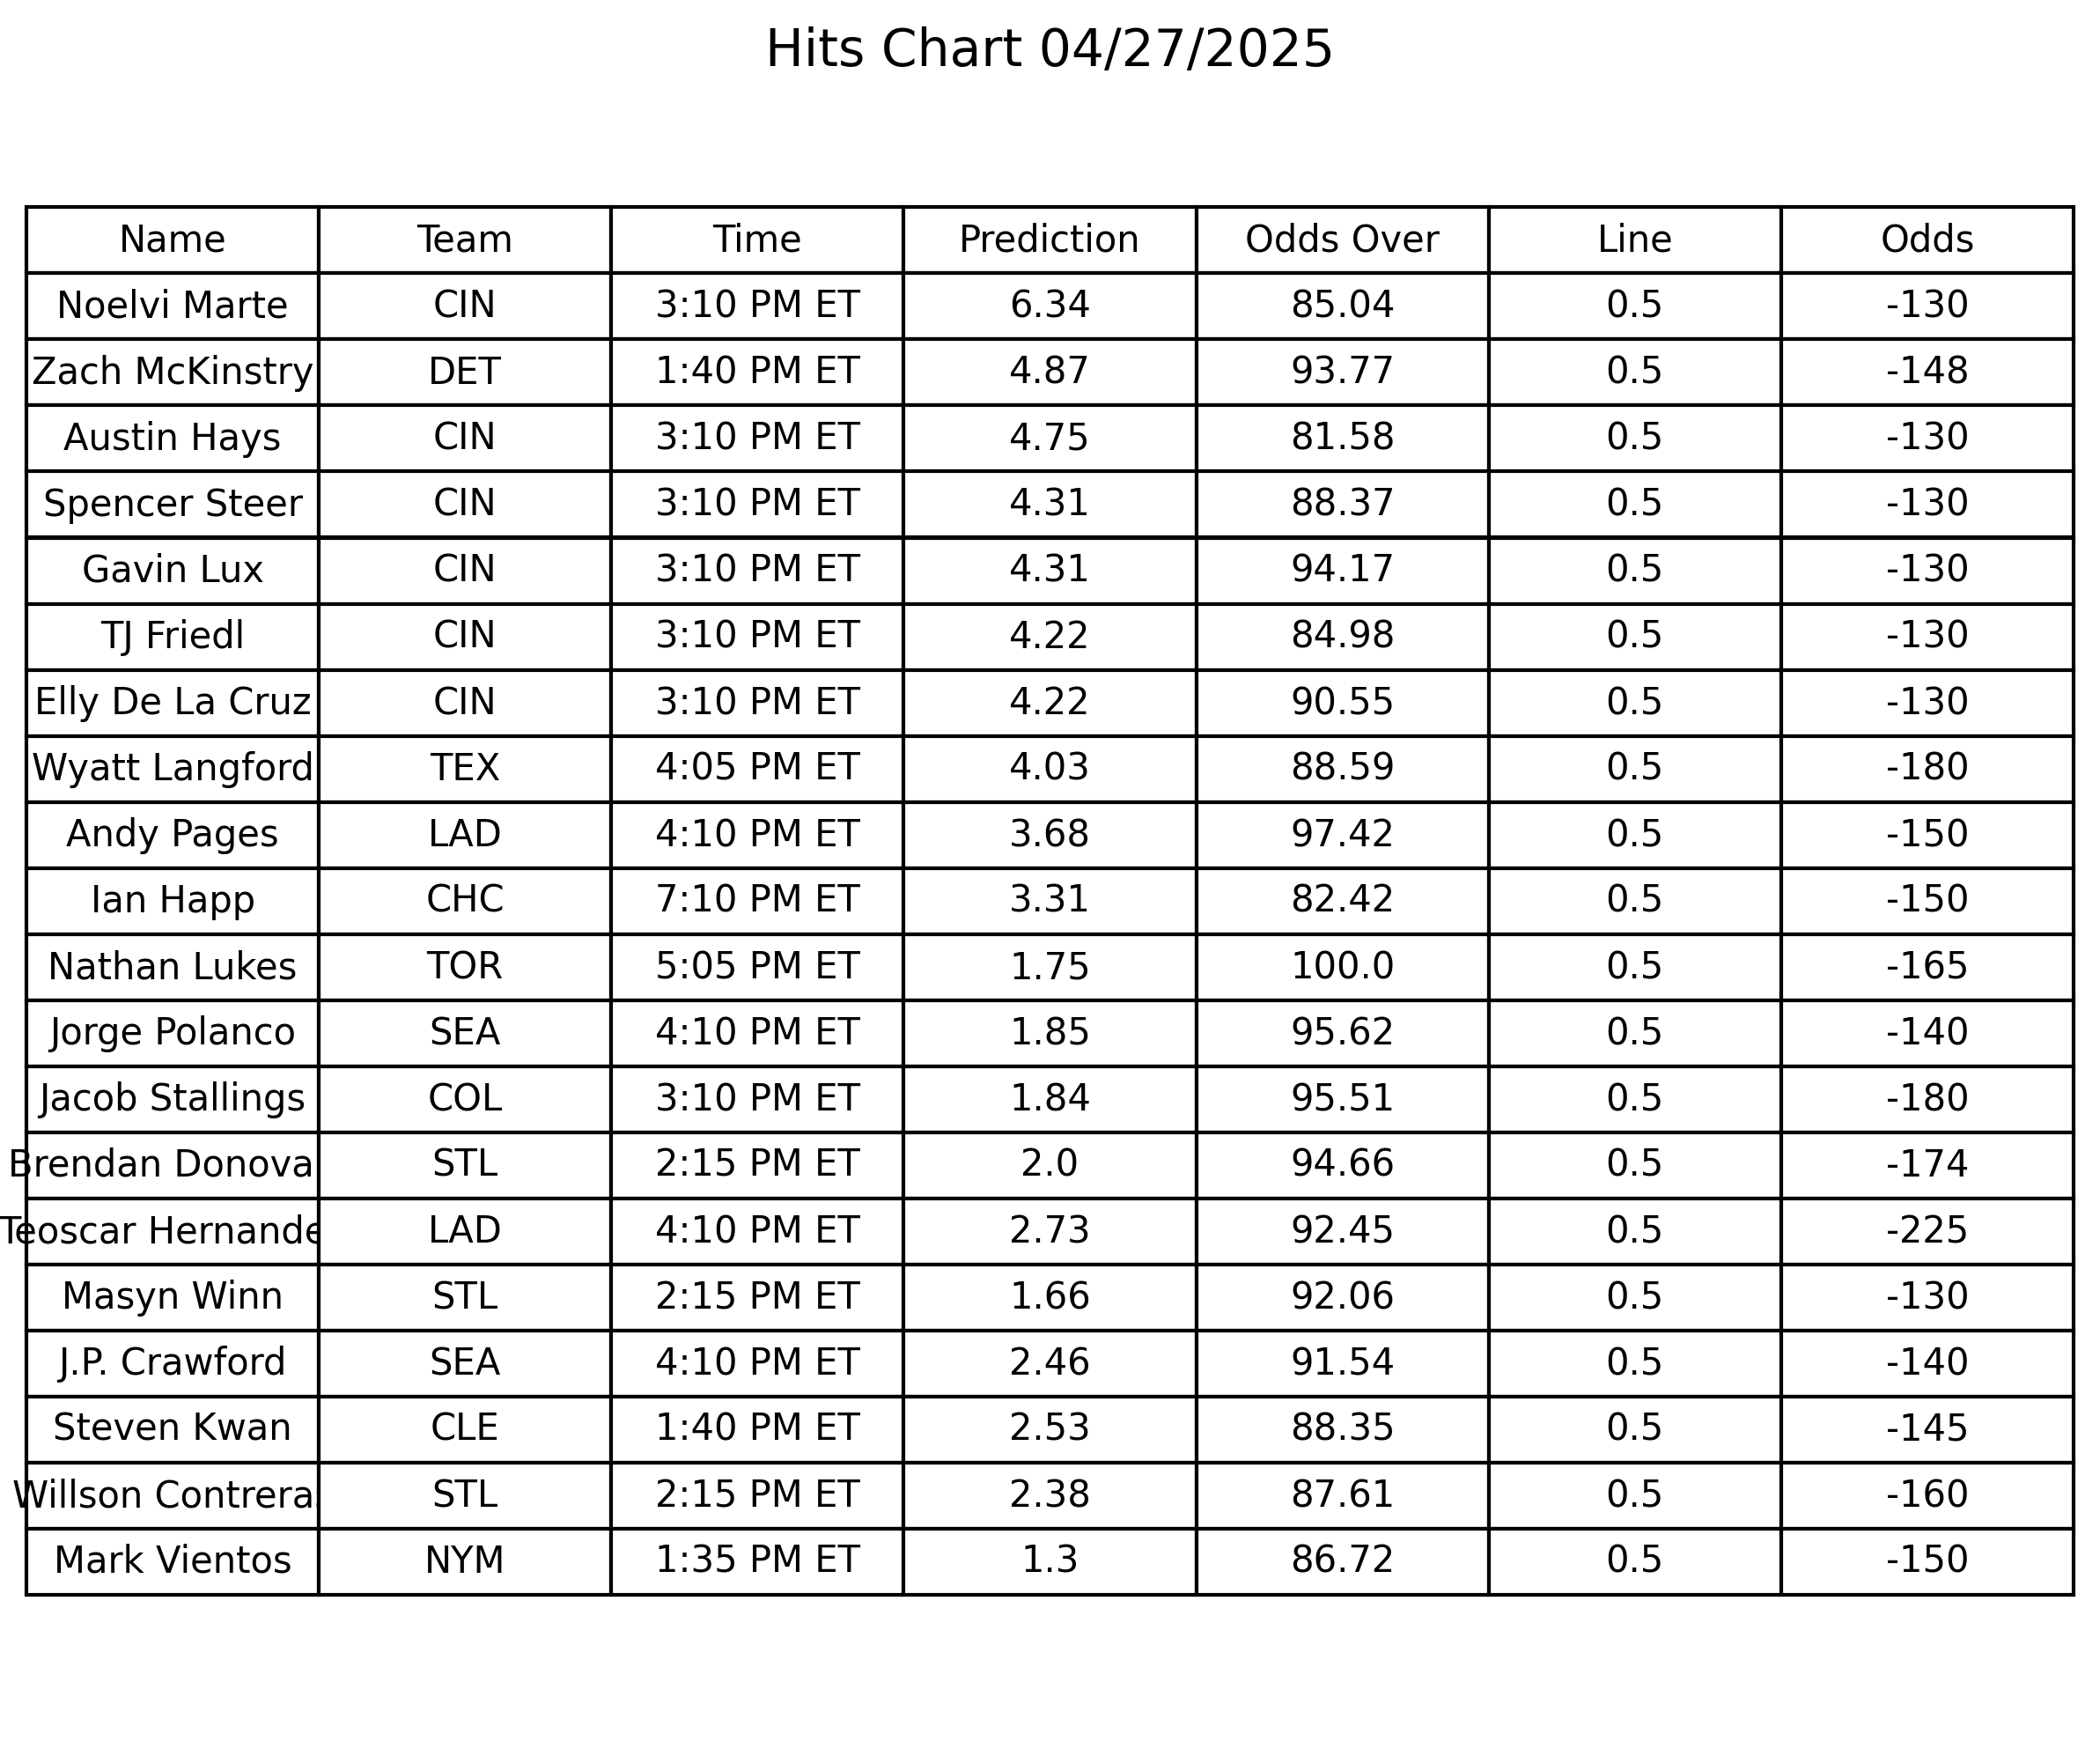 Hits Chart 04/27/2025
Name Team Time Prediction Odds Over Line Odds
Noelvi Marte CIN 3:10 PM ET 6.34 85.04 0.5 -130
Zach McKinstry DET 1:40 PM ET 4.87 93.77 0.5 -148
Austin Hays CIN 3:10 PM ET 4.75 81.58 0.5 -130
Spencer Steer CIN 3:10 PM ET 4.31 88.37 0.5 -130
Gavin Lux CIN 3:10 PM ET 4.31 94.17 0.5 -130
TJ Friedl CIN 3:10 PM ET 4.22 84.98 0.5 -130
Elly De La Cruz CIN 3:10 PM ET 4.22 90.55 0.5 -130
Wyatt Langford TEX 4:05 PM ET 4.03 88.59 0.5 -180
Andy Pages LAD 4:10 PM ET 3.68 97.42 0.5 -150
Ian Happ CHC 7:10 PM ET 3.31 82.42 0.5 -150
Nathan Lukes TOR 5:05 PM ET 1.75 100.0 0.5 -165
Jorge Polanco SEA 4:10 PM ET 1.85 95.62 0.5 -140
Jacob Stallings COL 3:10 PM ET 1.84 95.51 0.5 -180
Brendan Donova STL 2:15 PM ET 2.0 94.66 0.5 -174
Teoscar Hernande LAD 4:10 PM ET 2.73 92.45 0.5 -225
Masyn Winn STL 2:15 PM ET 1.66 92.06 0.5 -130
J.P. Crawford SEA 4:10 PM ET 2.46 91.54 0.5 -140
Steven Kwan CLE 1:40 PM ET 2.53 88.35 0.5 -145
Willson Contrera STL 2:15 PM ET 2.38 87.61 0.5 -160
Mark Vientos NYM 1:35 PM ET 1.3 86.72 0.5 -150